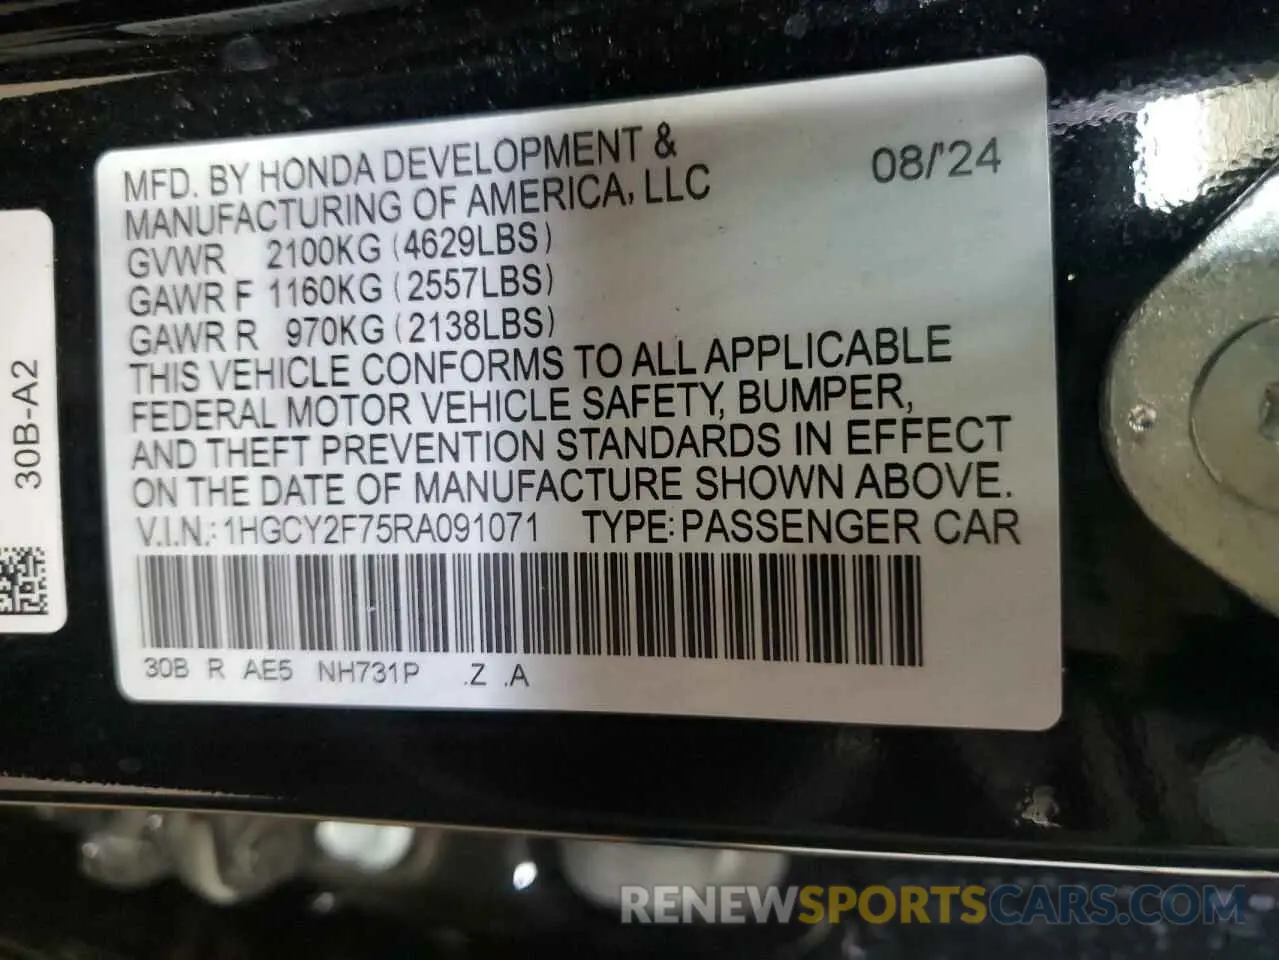 MFD. BY HONDA DEVELOPMENT & 08/'24
MANUFACTURING OF AMERICA, LLC
GVWR 2100KG (4629LBS)
GAWR F 1160KG (2557LBS)
GAWR R 970KG (2138LBS)
THIS VEHICLE CONFORMS TO ALL APPLICABLE
FEDERAL MOTOR VEHICLE SAFETY, BUMPER,
AND THEFT PREVENTION STANDARDS IN EFFECT
ON THE DATE OF MANUFACTURE SHOWN ABOVE.
V.I.N.: 1HGCY2F75RA091071 TYPE: PASSENGER CAR
30B R AE5 NH731P .Z .A
30B-A2
RENEWSPORTSCARS.COM